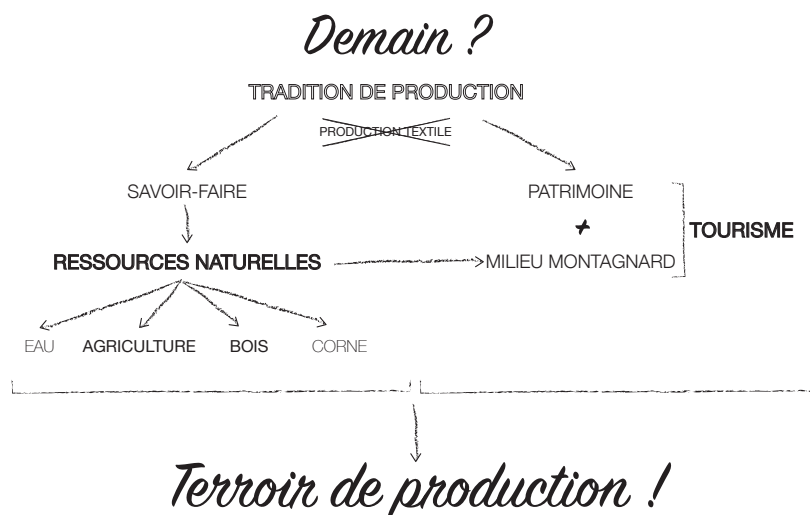 Demain ?
TRADITION DE PRODUCTION
PRODUCTION TEXTILE
SAVOIR-FAIRE
PATRIMOINE
+
TOURISME
RESSOURCES NATURELLES
MILIEU MONTAGNARD
EAU
AGRICULTURE
BOIS
CORNE
Terroir de production !